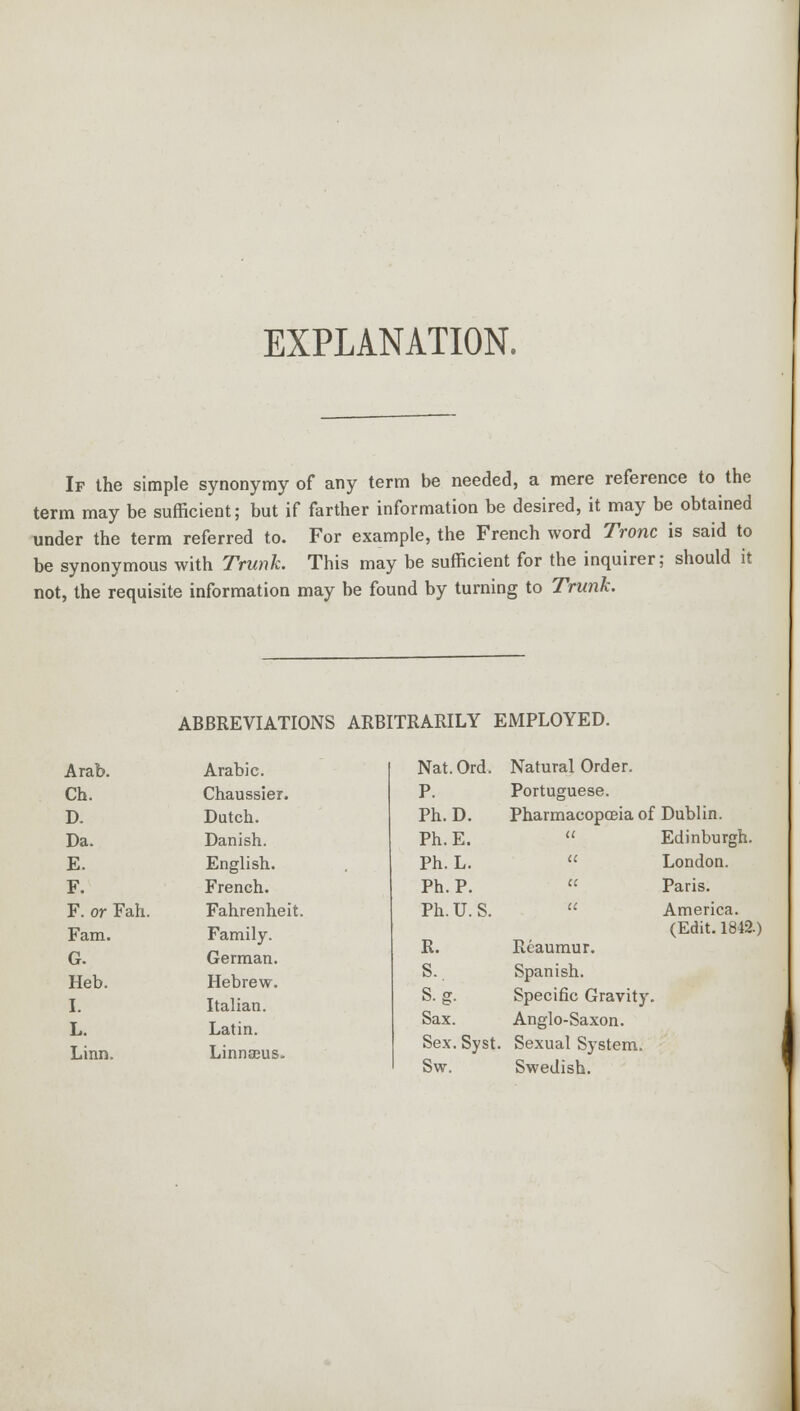 EXPLANATION.
If the simple synonymy of any term be needed, a mere reference to the
term may be sufficient; but if farther information be desired, it may be obtained
under the term referred to. For example, the French word Tronc is said to
be synonymous with Trunk. This may be sufficient for the inquirer; should it
not, the requisite information may be found by turning to Trunk.
ABBREVIATIONS ARBITRARILY EMPLOYED.
Arab. Arabic.
Ch. Chaussier.
D. Dutch.
Da. Danish.
E. English.
F. French.
F. or Fah. Fahrenheit.
Fam. Family.
G. German.
Heb. Hebrew.
I. Italian.
L. Latin.
Linn. Linnæus.
Nat. Ord. Natural Order.
P. Portuguese.
Ph. D. Pharmacopœia of Dublin.
Ph. E. " Edinburgh.
Ph. L. " London.
Ph. P. " Paris.
Ph. U. S. " America.
(Edit. 1842.)
R. Réaumur.
S. Spanish.
S. g. Specific Gravity.
Sax. Anglo-Saxon.
Sex. Syst. Sexual System.
Sw. Swedish.